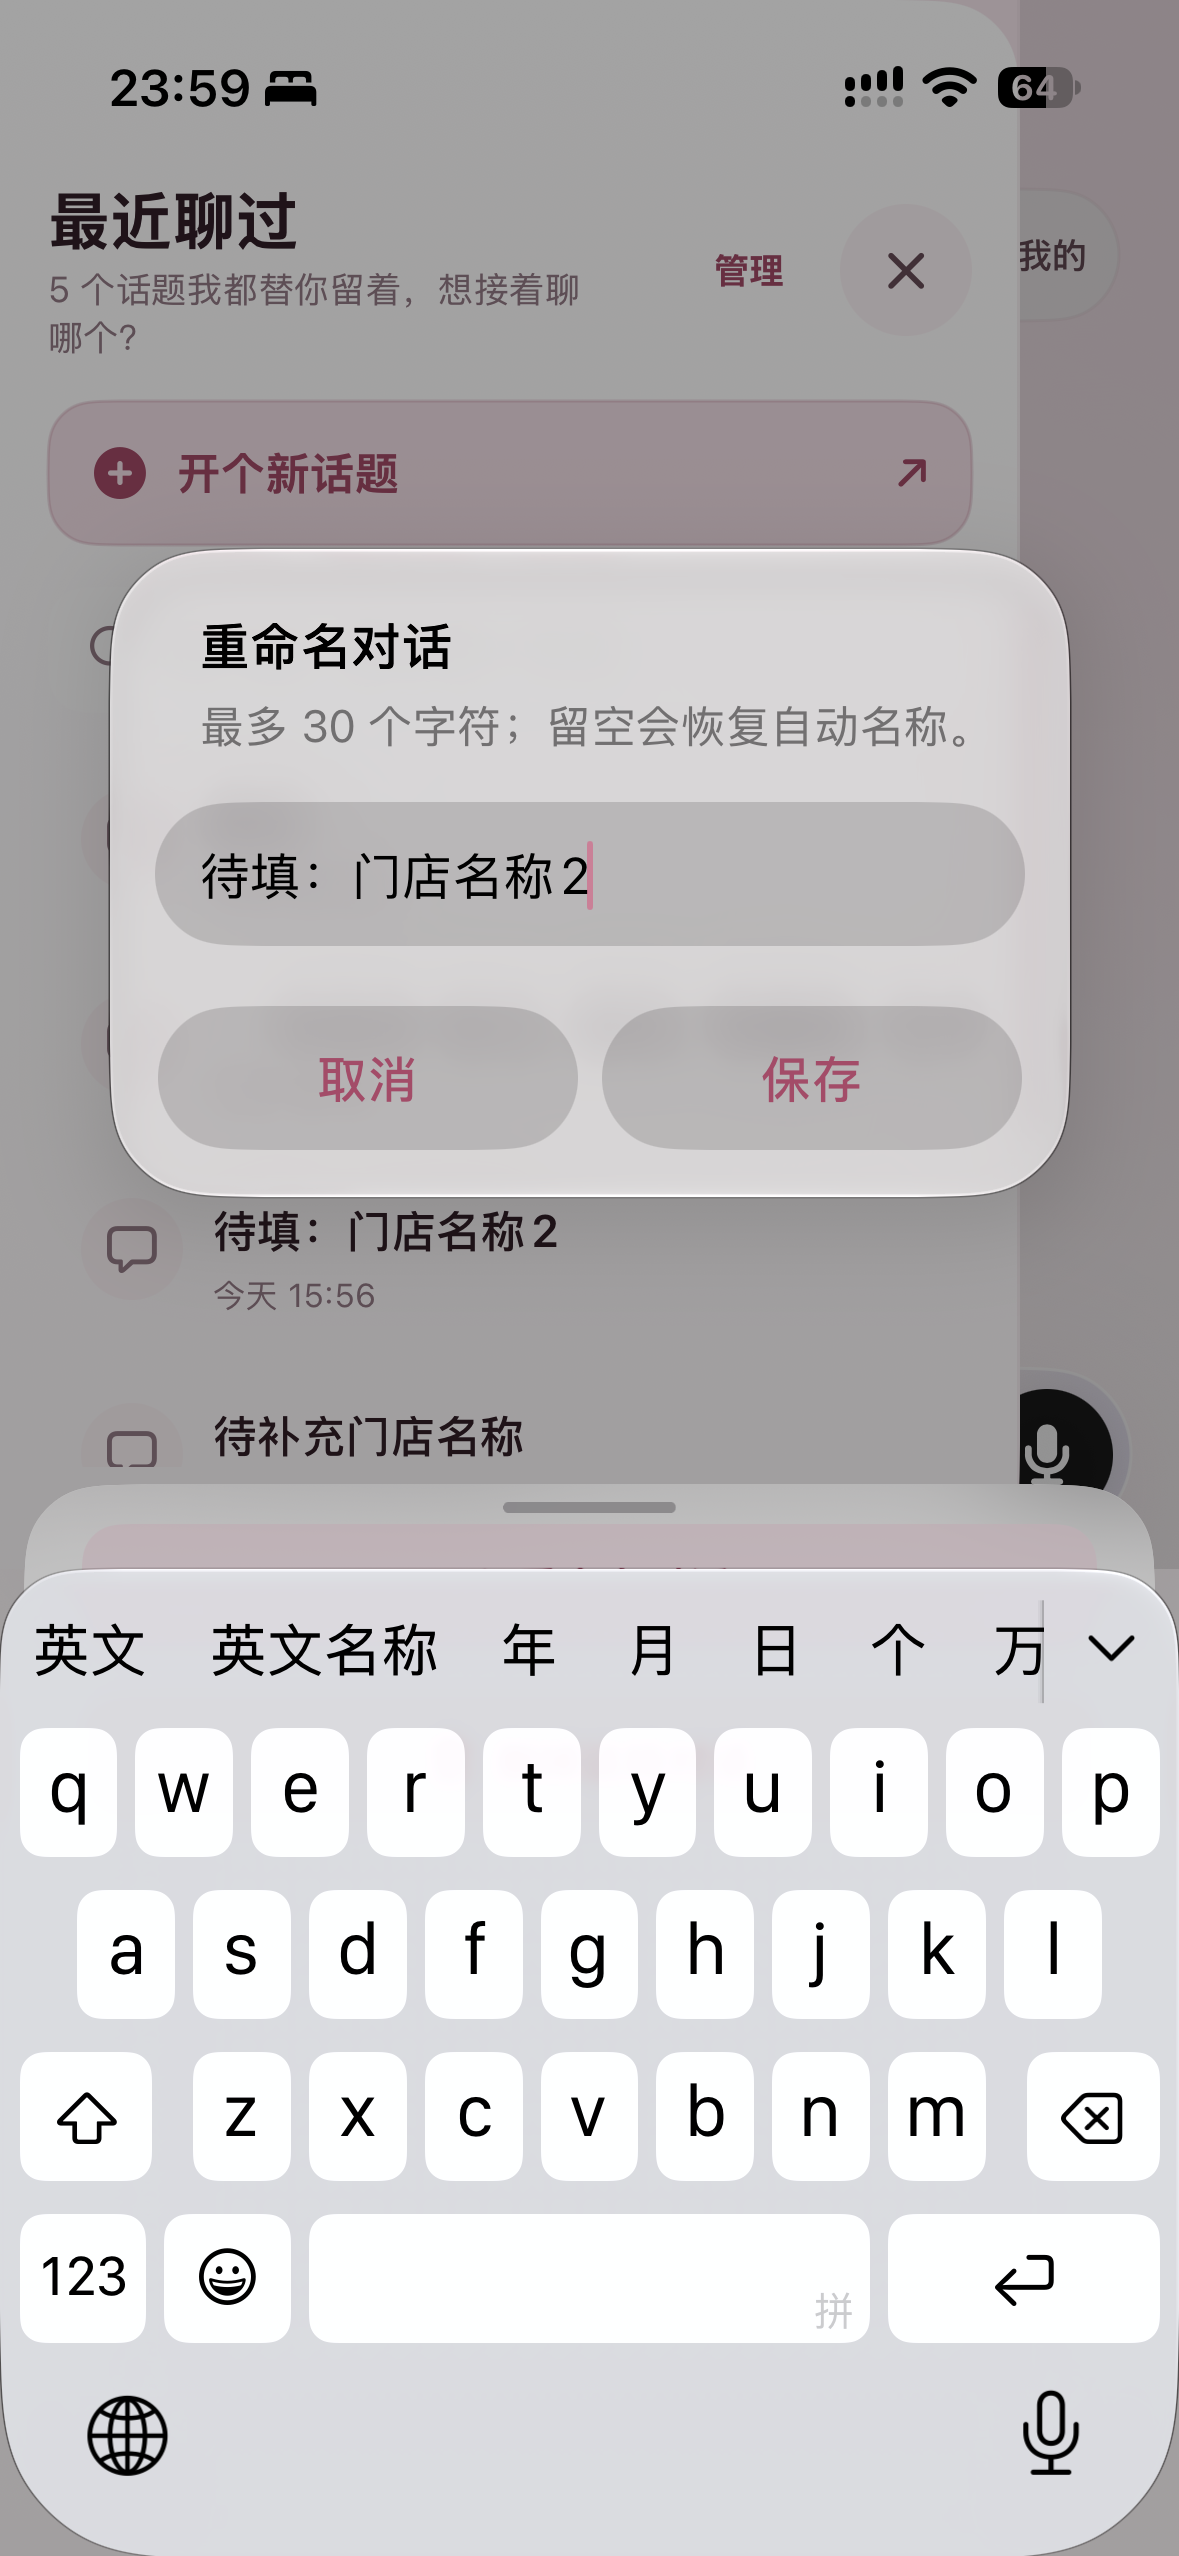 23:59
64
最近聊过
5 个话题我都替你留着，想接着聊
哪个?
管理
我的
开个新话题
重命名对话
最多 30 个字符；留空会恢复自动名称。
待填：门店名称 2
取消
保存
待填：门店名称 2
今天 15:56
待补充门店名称
英文 英文名称 年 月 日 个 万
q w e r t y u i o p
a s d f g h j k l
z x c v b n m
123
拼